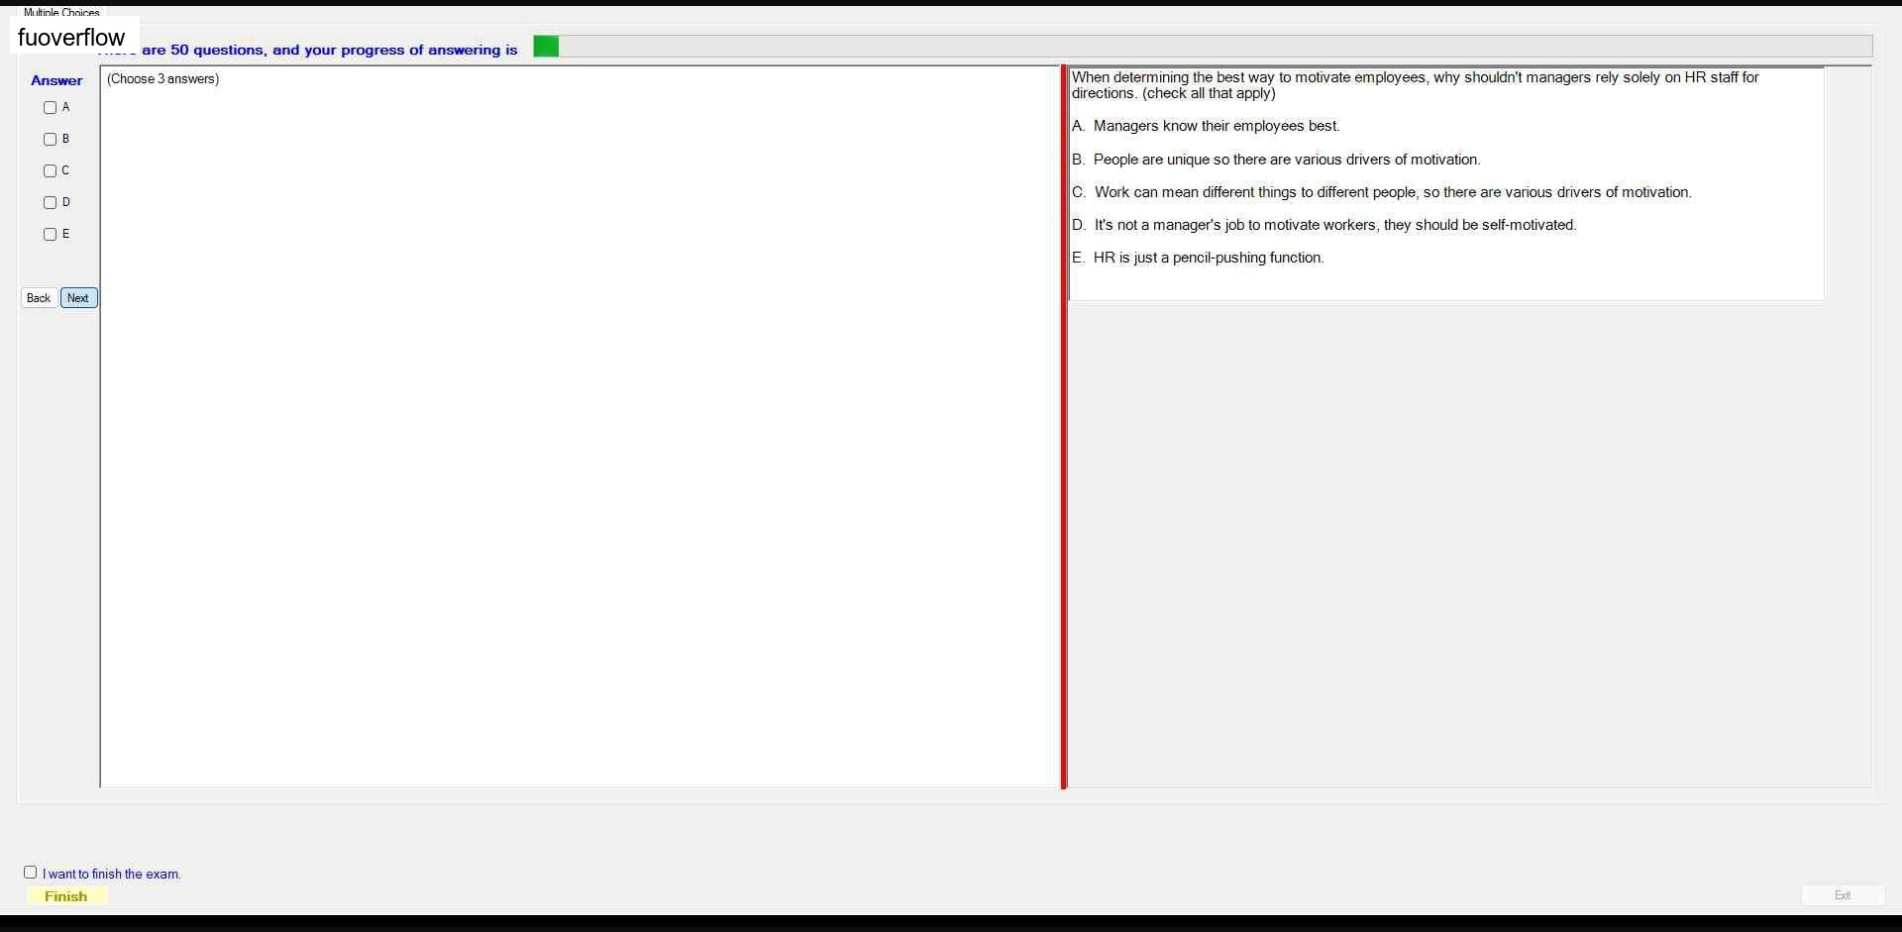 Multiple Choices
fuoverflow
are 50 questions, and your progress of answering is
Answer
A
B
C
D
E
Back Next
(Choose 3 answers)
When determining the best way to motivate employees, why shouldn't managers rely solely on HR staff for
directions. (check all that apply)
A. Managers know their employees best.
B. People are unique so there are various drivers of motivation.
C. Work can mean different things to different people, so there are various drivers of motivation.
D. It's not a manager's job to motivate workers, they should be self-motivated.
E. HR is just a pencil-pushing function.
I want to finish the exam.
Finish
Exit